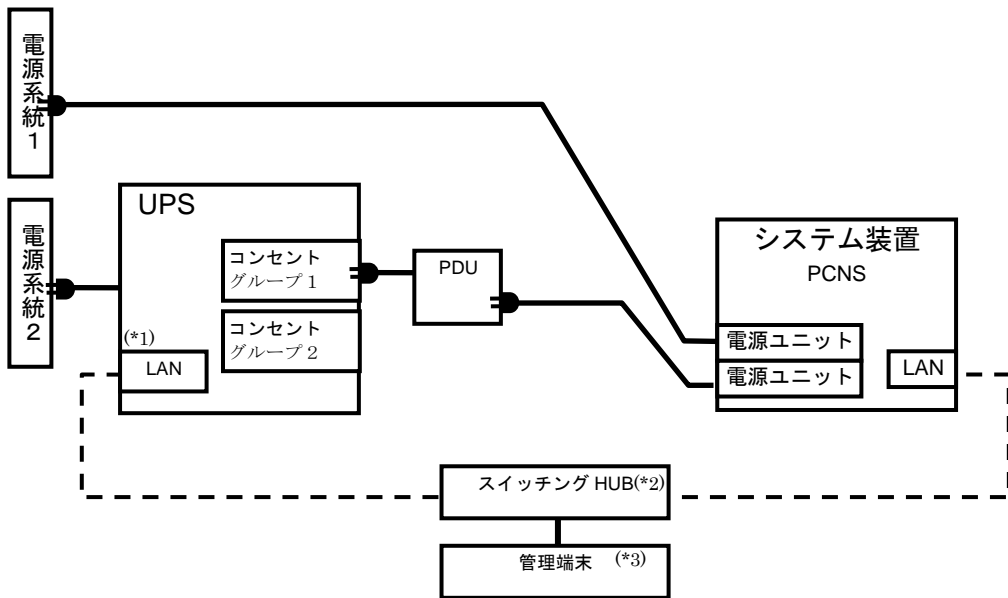 電源系統1
UPS
コンセント
グループ1
コンセント
グループ2
(*1)
LAN
電源系統2
PDU
システム装置
PCNS
電源ユニット
電源ユニット
LAN
スイッチング HUB(*2)
管理端末 (*3)